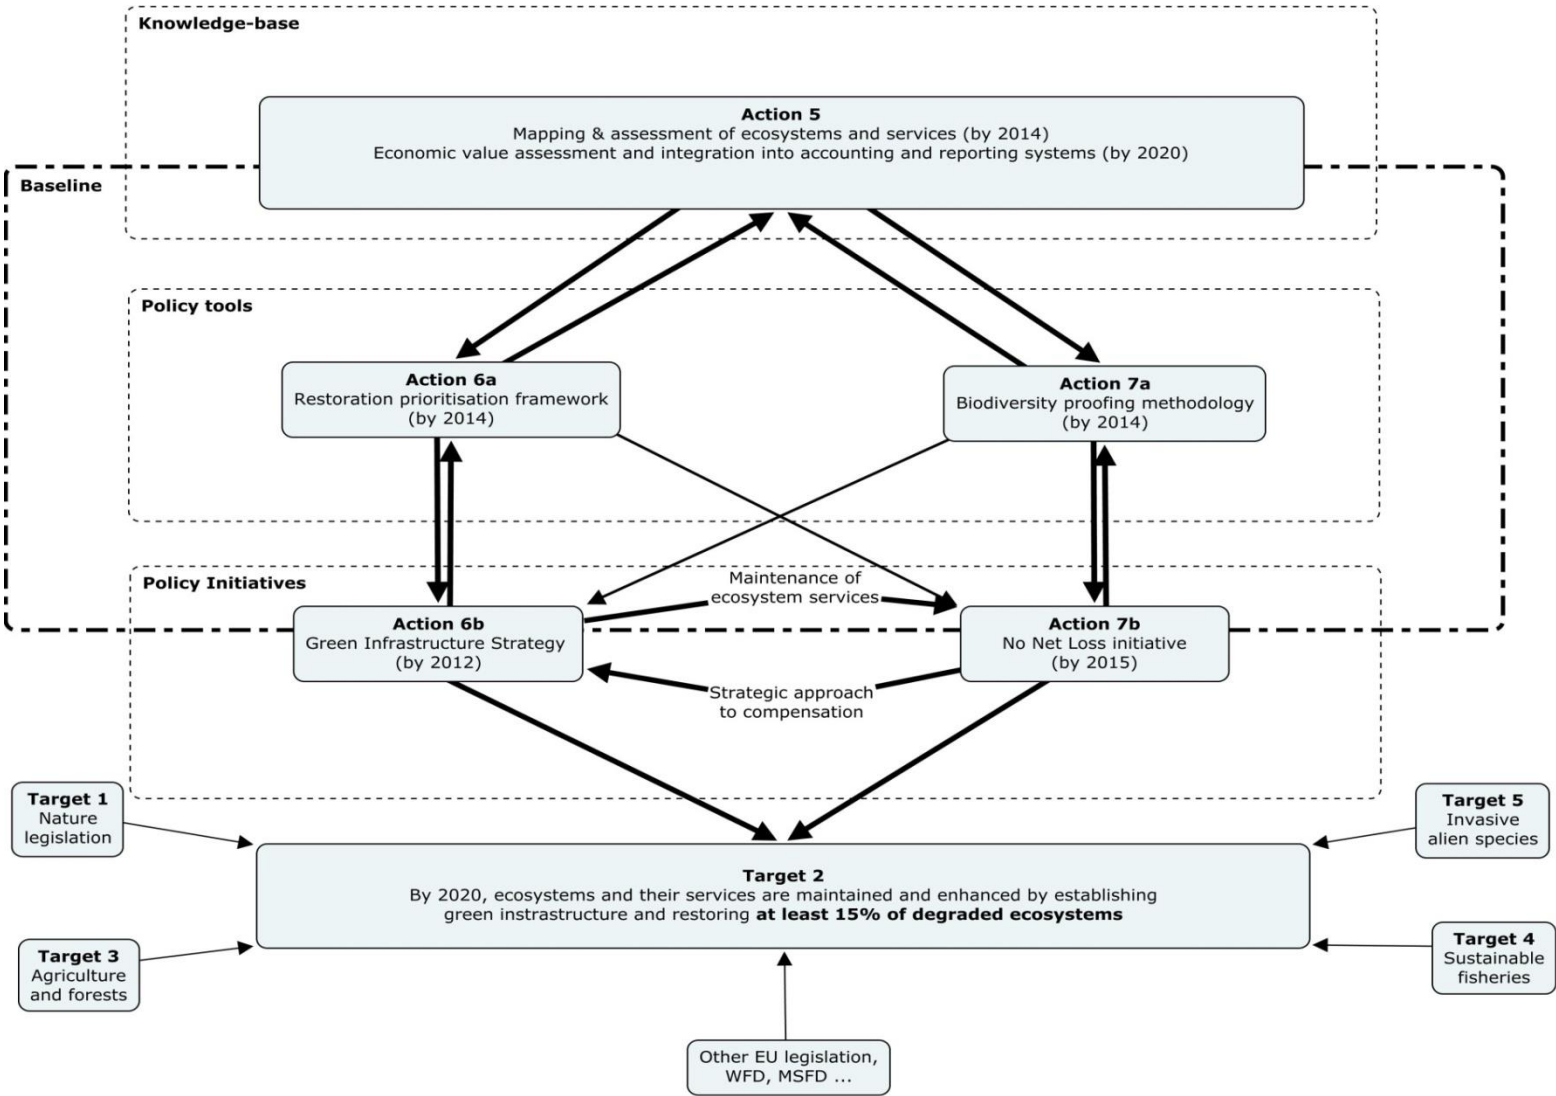 Knowledge-base
Action 5
Mapping & assessment of ecosystems and services (by 2014)
Economic value assessment and integration into accounting and reporting systems (by 2020)
Baseline
Policy tools
Action 6a
Restoration prioritisation framework
(by 2014)
Action 7a
Biodiversity proofing methodology
(by 2014)
Policy Initiatives
Maintenance of
ecosystem services
Action 6b
Green Infrastructure Strategy
(by 2012)
Action 7b
No Net Loss initiative
(by 2015)
Strategic approach
to compensation
Target 1
Nature
legislation
Target 5
Invasive
alien species
Target 2
By 2020, ecosystems and their services are maintained and enhanced by establishing
green instrastructure and restoring at least 15% of degraded ecosystems
Target 3
Agriculture
and forests
Target 4
Sustainable
fisheries
Other EU legislation,
WFD, MSFD ...